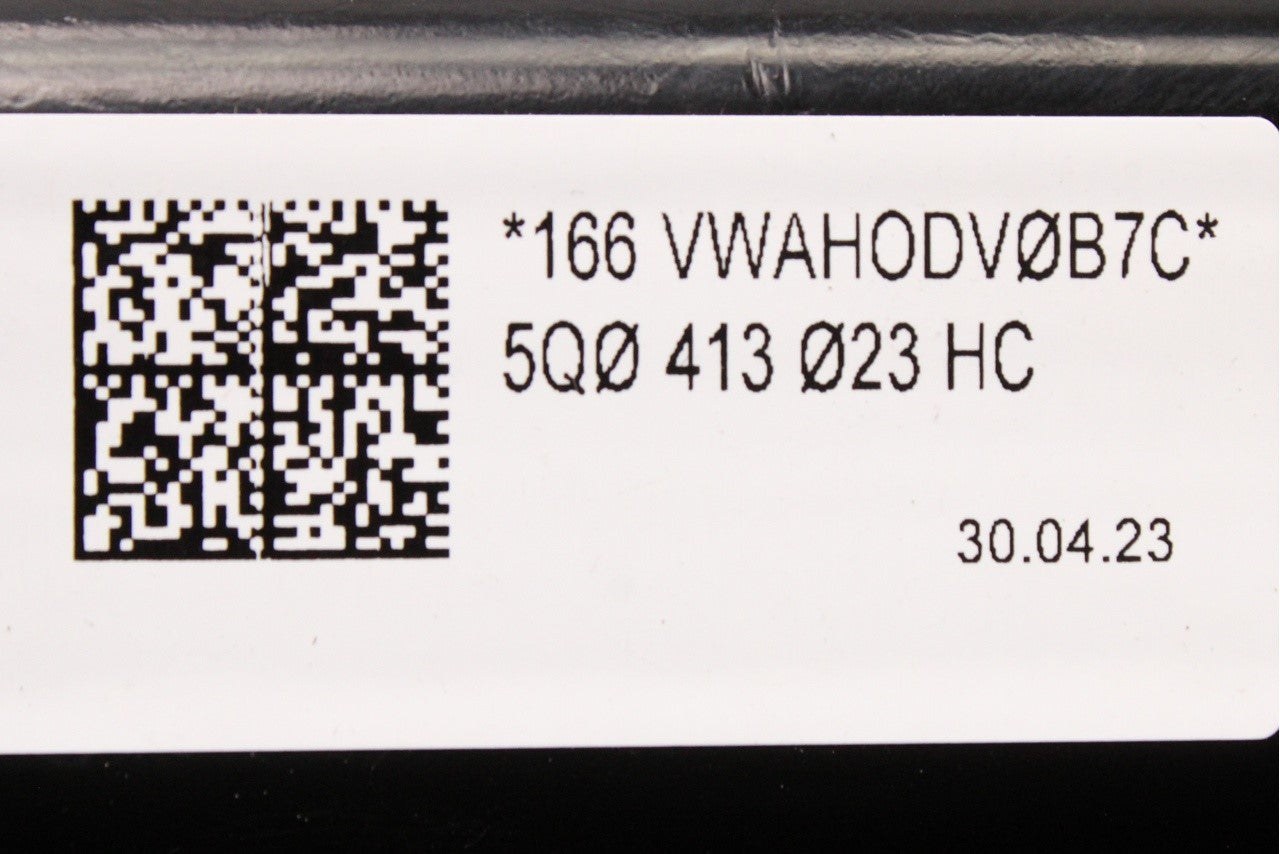 *166 VWAHODVØB7C*
5QØ 413 Ø23 HC
30.04.23